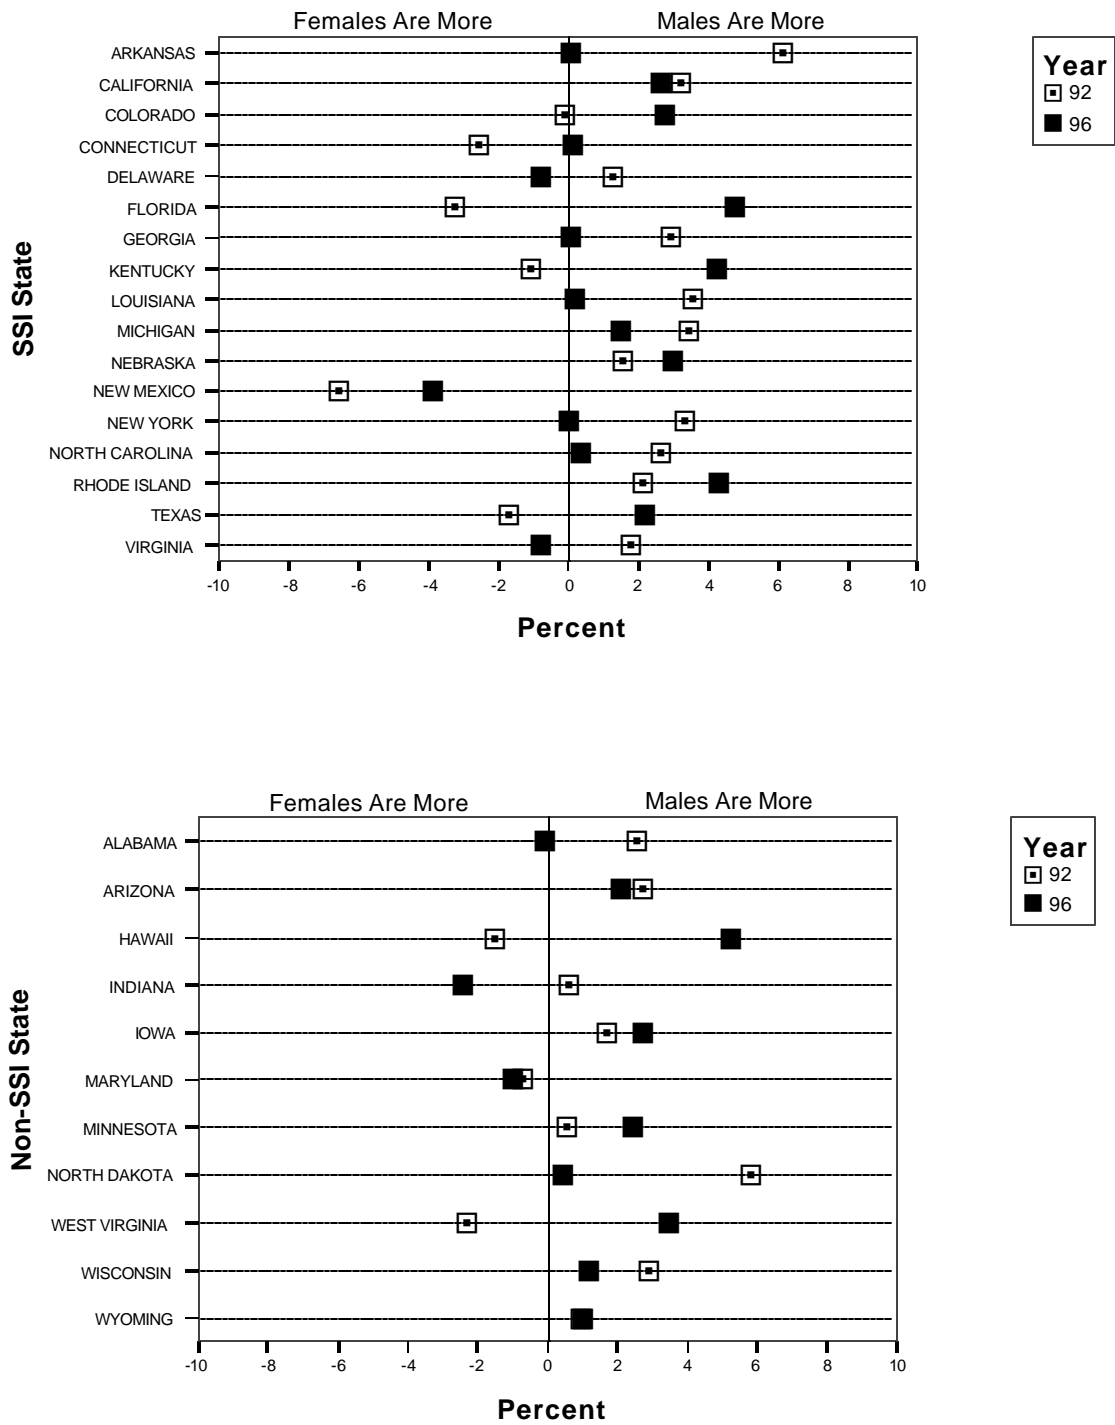 Females Are More
Males Are More
SSI State
ARKANSAS
CALIFORNIA
COLORADO
CONNECTICUT
DELAWARE
FLORIDA
GEORGIA
KENTUCKY
LOUISIANA
MICHIGAN
NEBRASKA
NEW MEXICO
NEW YORK
NORTH CAROLINA
RHODE ISLAND
TEXAS
VIRGINIA
-10 -8 -6 -4 -2 0 2 4 6 8 10
Percent
Year
92
96
Females Are More
Males Are More
Non-SSI State
ALABAMA
ARIZONA
HAWAII
INDIANA
IOWA
MARYLAND
MINNESOTA
NORTH DAKOTA
WEST VIRGINIA
WISCONSIN
WYOMING
-10 -8 -6 -4 -2 0 2 4 6 8 10
Percent
Year
92
96